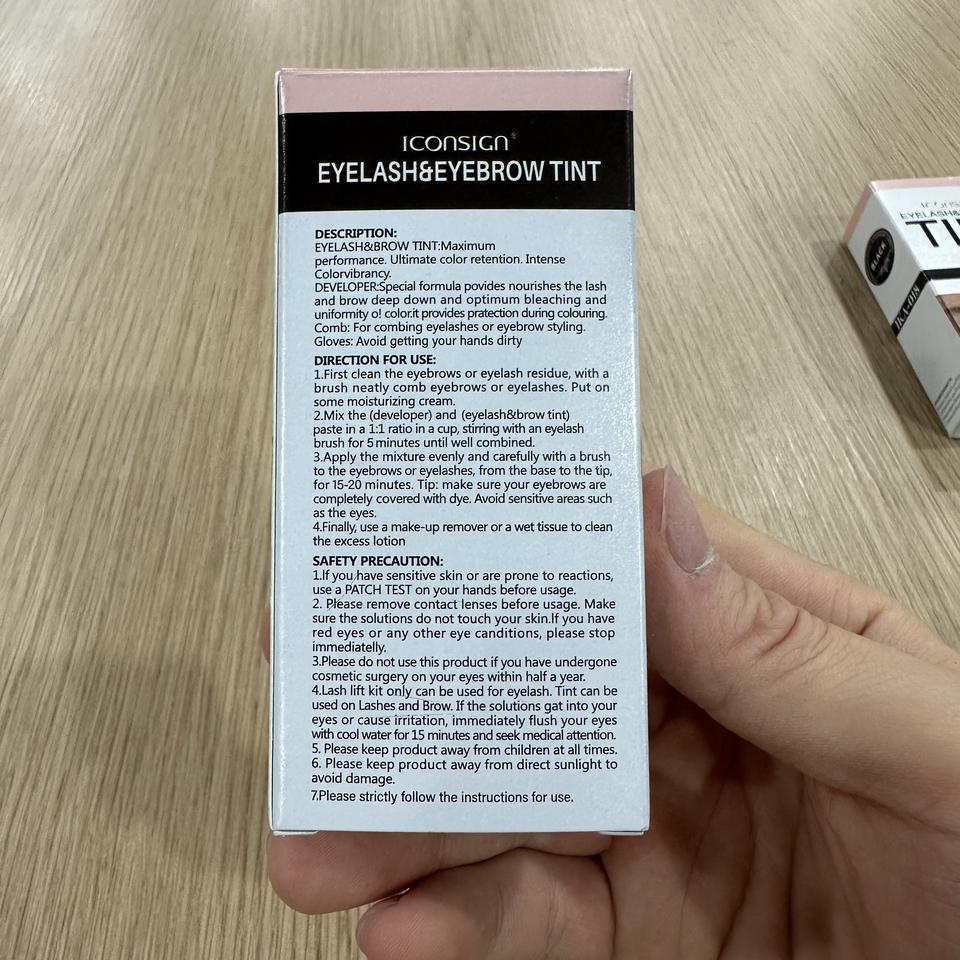 ICONSIGN®
EYELASH&EYEBROW TINT
DESCRIPTION:
EYELASH&BROW TINT:Maximum
performance. Ultimate color retention. Intense
Colorvibrancy.
DEVELOPER:Special formula povides nourishes the lash
and brow deep down and optimum bleaching and
uniformity o! color.it provides pratection during colouring.
Comb: For combing eyelashes or eyebrow styling.
Gloves: Avoid getting your hands dirty
DIRECTION FOR USE:
1.First clean the eyebrows or eyelash residue, with a
brush neatly comb eyebrows or eyelashes. Put on
some moisturizing cream.
2.Mix the (developer) and (eyelash&brow tint)
paste in a 1:1 ratio in a cup, stirring with an eyelash
brush for 5 minutes until well combined.
3.Apply the mixture evenly and carefully with a brush
to the eyebrows or eyelashes, from the base to the tip,
for 15-20 minutes. Tip: make sure your eyebrows are
completely covered with dye. Avoid sensitive areas such
as the eyes.
4.Finally, use a make-up remover or a wet tissue to clean
the excess lotion
SAFETY PRECAUTION:
1.If you have sensitive skin or are prone to reactions,
use a PATCH TEST on your hands before usage.
2. Please remove contact lenses before usage. Make
sure the solutions do not touch your skin.If you have
red eyes or any other eye canditions, please stop
immediatelly.
3.Please do not use this product if you have undergone
cosmetic surgery on your eyes within half a year.
4.Lash lift kit only can be used for eyelash. Tint can be
used on Lashes and Brow. If the solutions gat into your
eyes or cause irritation, immediately flush your eyes
with cool water for 15 minutes and seek medical attention.
5. Please keep product away from children at all times.
6. Please keep product away from direct sunlight to
avoid damage.
7.Please strictly follow the instructions for use.
BLACK
IKA-018